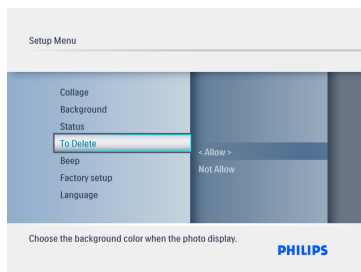 Setup Menu
Collage
Background
Status
To Delete
Beep
Factory setup
Language
< Allow >
Not Allow
Choose the background color when the photo display.
PHILIPS